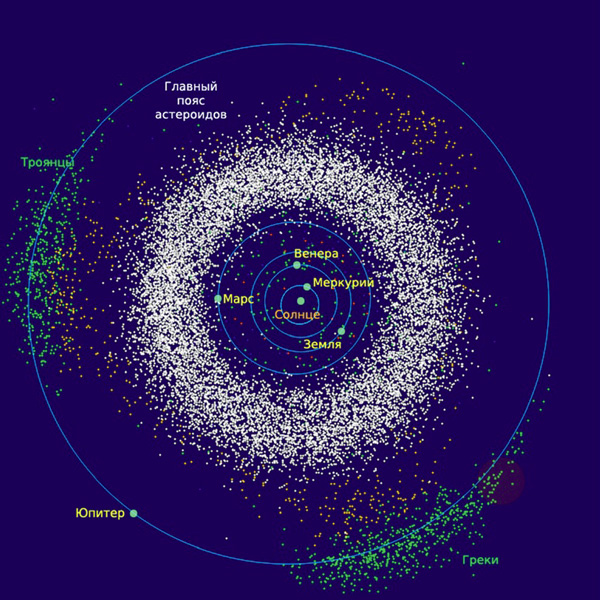 Главный
пояс
астероидов
Троянцы
Венера
Меркурий
Марс
Солнце
Земля
Юпитер
Греки